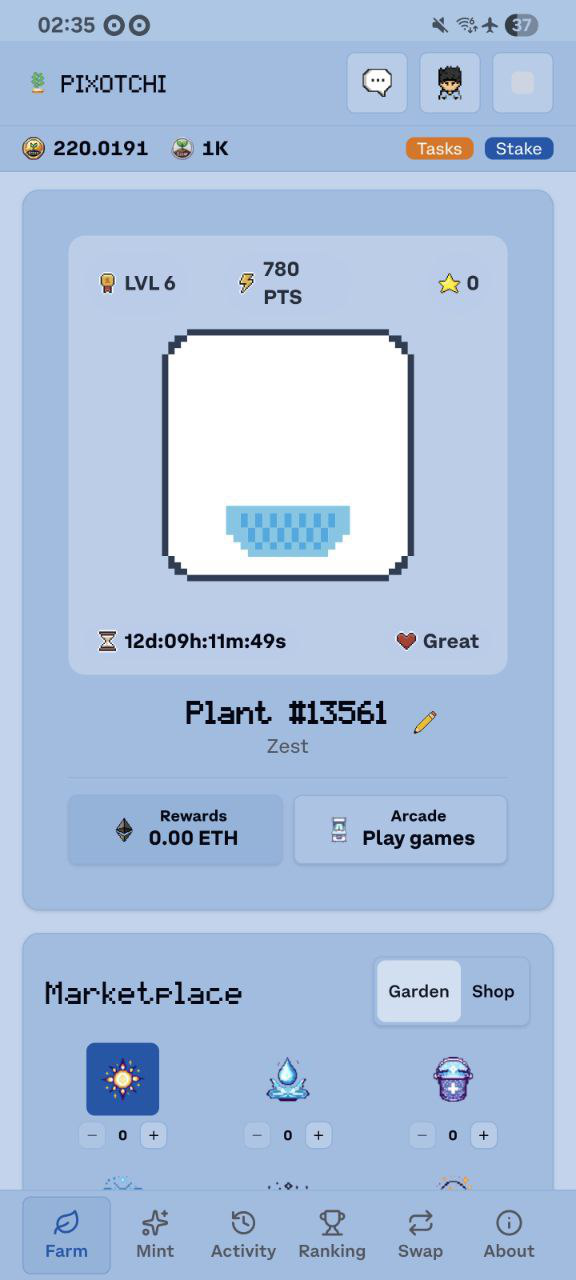 02:35
37
PIXOTCHI
220.0191 1K Tasks Stake
LVL 6 780 PTS 0
12d:09h:11m:49s Great
Plant #13561
Zest
Rewards Arcade
0.00 ETH Play games
Marketplace Garden Shop
− 0 + − 0 + − 0 +
Farm Mint Activity Ranking Swap About